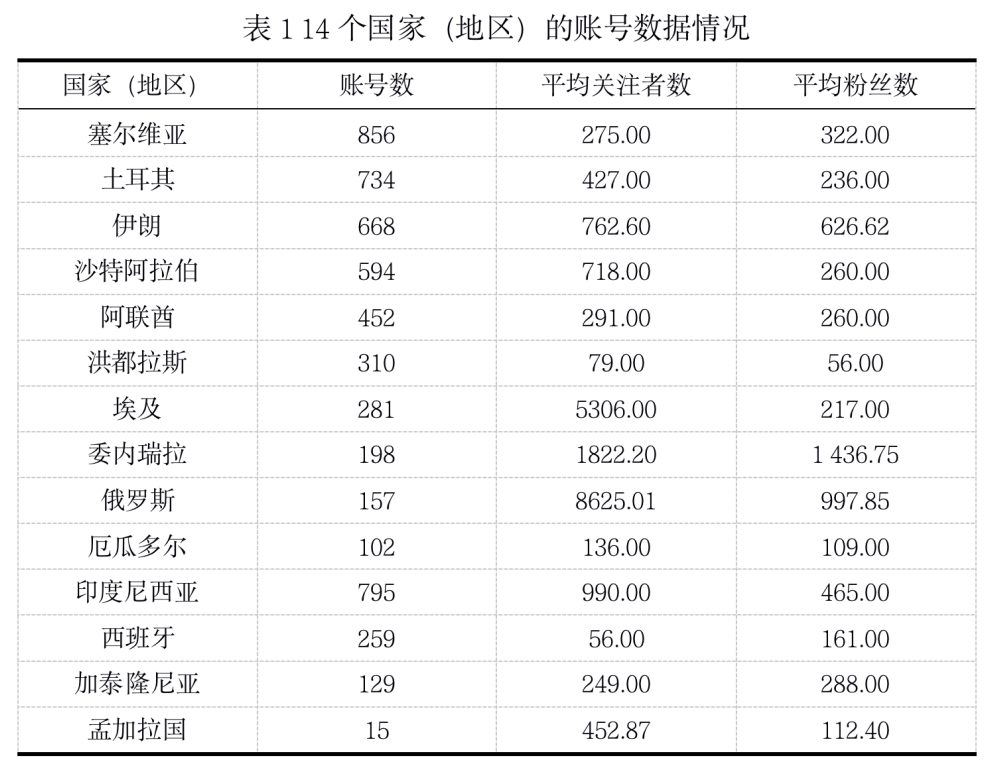 表 1 14 个国家（地区）的账号数据情况
国家（地区） 账号数 平均关注者数 平均粉丝数
塞尔维亚 856 275.00 322.00
土耳其 734 427.00 236.00
伊朗 668 762.60 626.62
沙特阿拉伯 594 718.00 260.00
阿联酋 452 291.00 260.00
洪都拉斯 310 79.00 56.00
埃及 281 5306.00 217.00
委内瑞拉 198 1822.20 1 436.75
俄罗斯 157 8625.01 997.85
厄瓜多尔 102 136.00 109.00
印度尼西亚 795 990.00 465.00
西班牙 259 56.00 161.00
加泰隆尼亚 129 249.00 288.00
孟加拉国 15 452.87 112.40